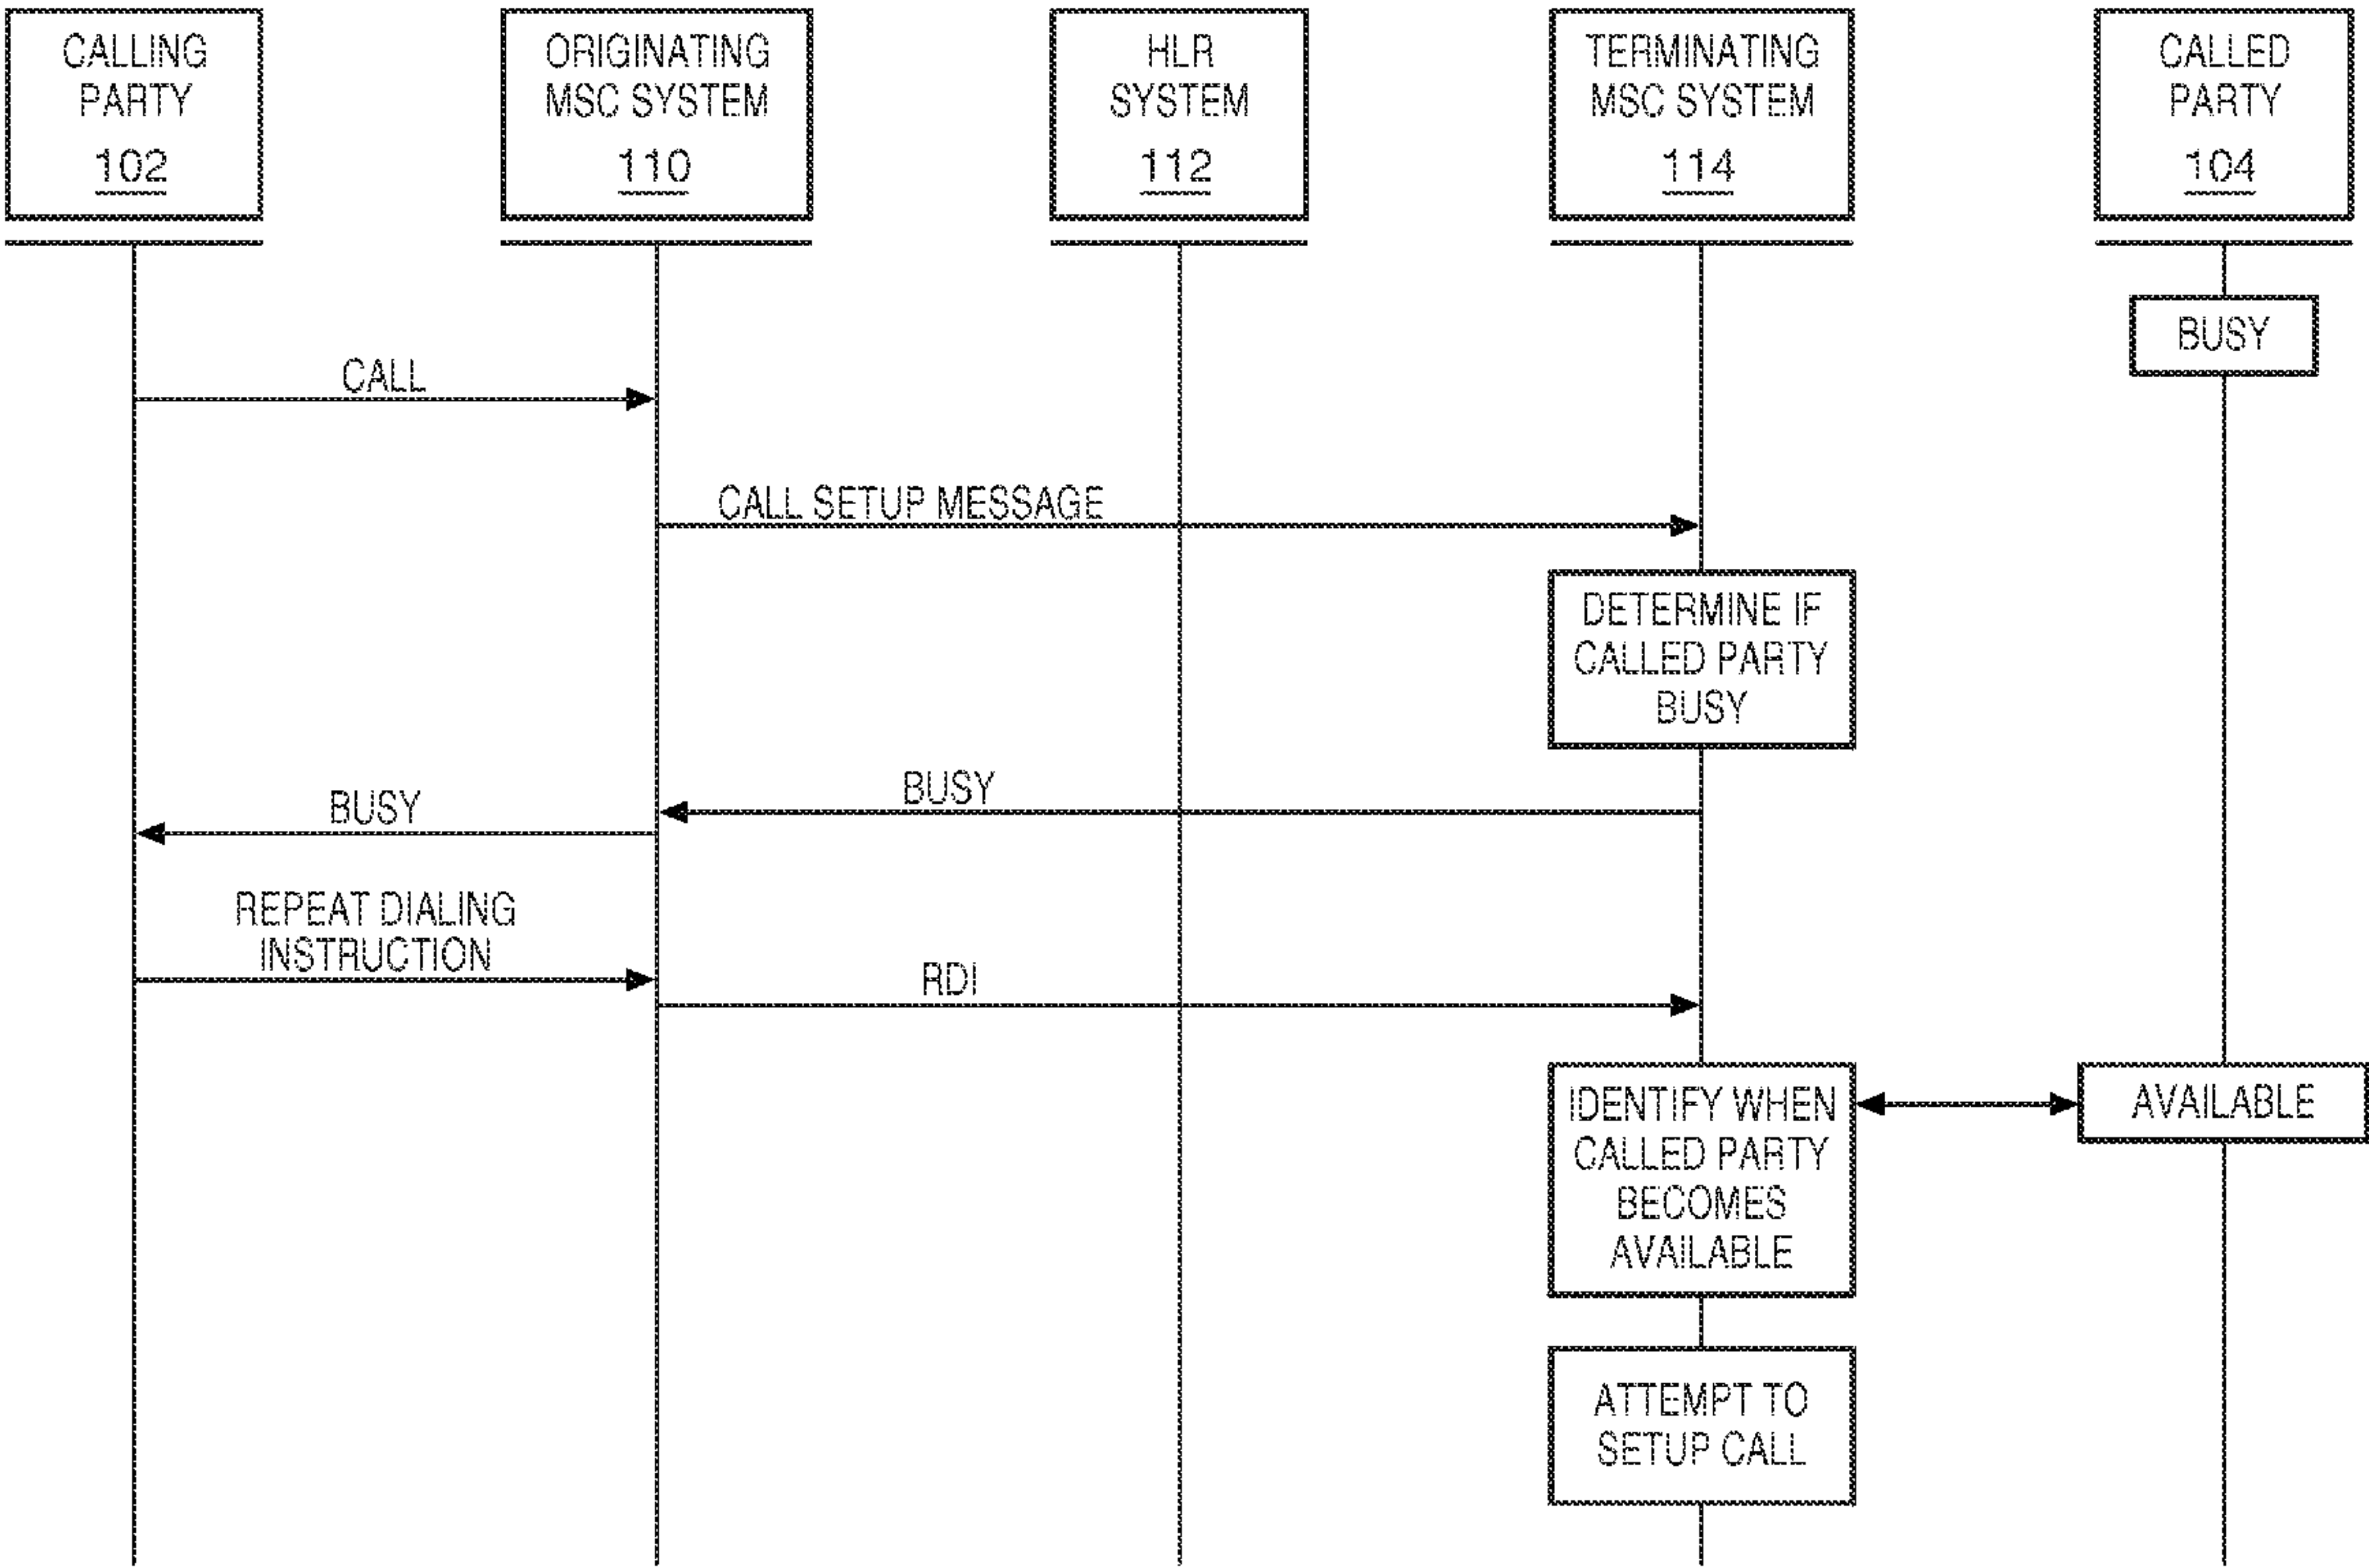 CALLING
PARTY
102
ORIGINATING
MSC SYSTEM
110
HLR
SYSTEM
112
TERMINATING
MSC SYSTEM
114
CALLED
PARTY
104
BUSY
CALL
CALL SETUP MESSAGE
DETERMINE IF
CALLED PARTY
BUSY
BUSY
BUSY
REPEAT DIALING
INSTRUCTION
RDI
IDENTIFY WHEN
CALLED PARTY
BECOMES
AVAILABLE
AVAILABLE
ATTEMPT TO
SETUP CALL